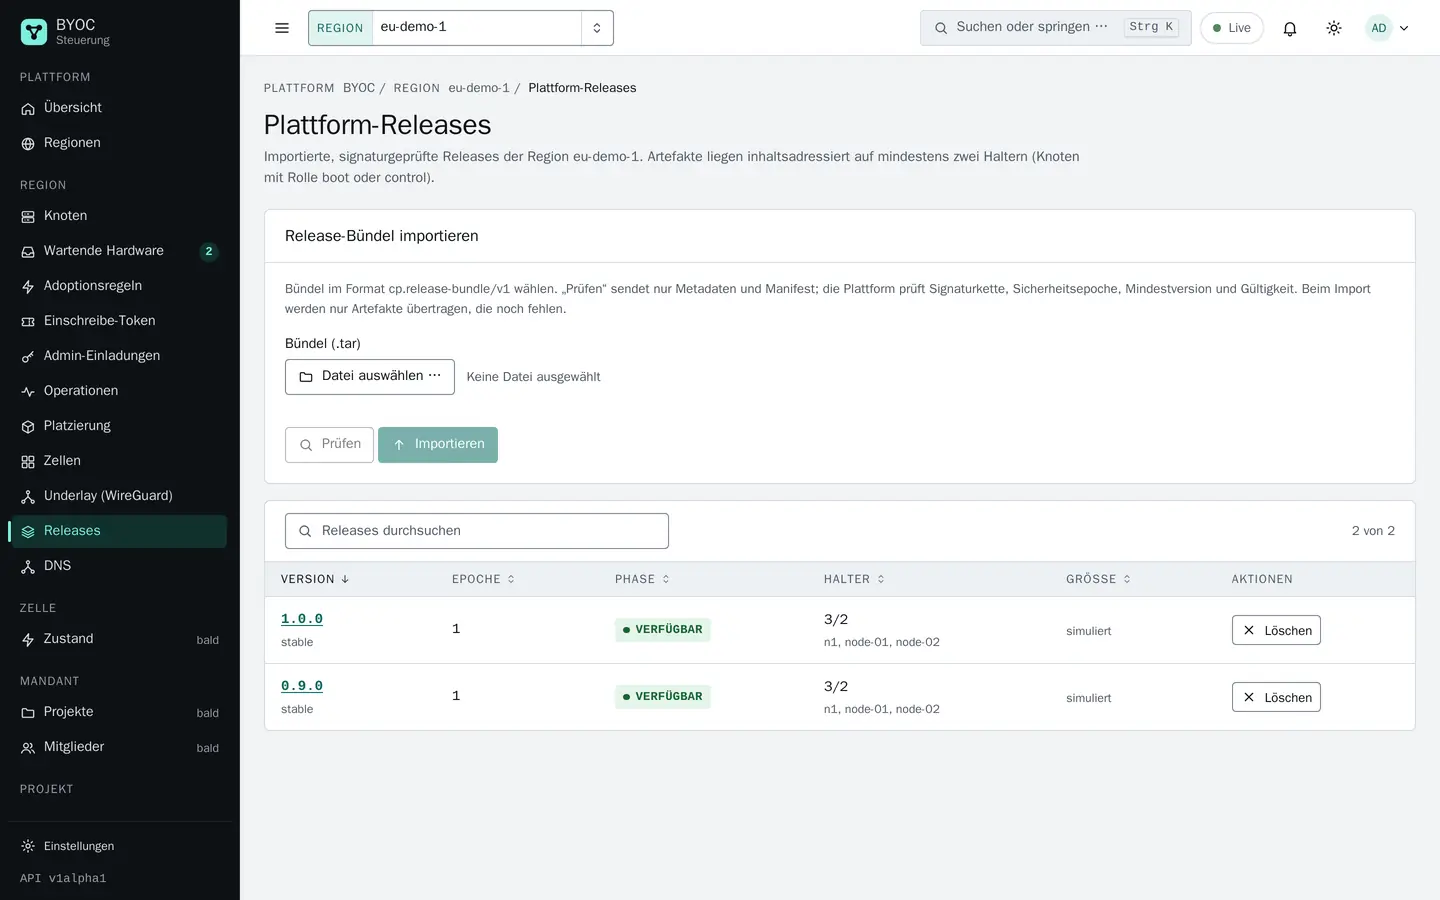 BYOC
Steuerung
PLATTFORM
Übersicht
Regionen
REGION
Knoten
Wartende Hardware 2
Adoptionsregeln
Einschreibe-Token
Admin-Einladungen
Operationen
Platzierung
Zellen
Underlay (WireGuard)
Releases
DNS
ZELLE
Zustand bald
MANDANT
Projekte bald
Mitglieder bald
PROJEKT
Einstellungen
API v1alpha1
REGION eu-demo-1
Suchen oder springen ··· Strg K
Live
AD
PLATTFORM BYOC / REGION eu-demo-1 / Plattform-Releases
Plattform-Releases
Importierte, signaturgeprüfte Releases der Region eu-demo-1. Artefakte liegen inhaltsadressiert auf mindestens zwei Haltern (Knoten
mit Rolle boot oder control).
Release-Bündel importieren
Bündel im Format cp.release-bundle/v1 wählen. „Prüfen“ sendet nur Metadaten und Manifest; die Plattform prüft Signaturkette, Sicherheitsepoche, Mindestversion und Gültigkeit. Beim Import
werden nur Artefakte übertragen, die noch fehlen.
Bündel (.tar)
Datei auswählen ··· Keine Datei ausgewählt
Prüfen Importieren
Releases durchsuchen 2 von 2
VERSION EPOCHE PHASE HALTER GRÖSSE AKTIONEN
1.0.0 1 VERFÜGBAR 3/2 simuliert Löschen
stable n1, node-01, node-02
0.9.0 1 VERFÜGBAR 3/2 simuliert Löschen
stable n1, node-01, node-02